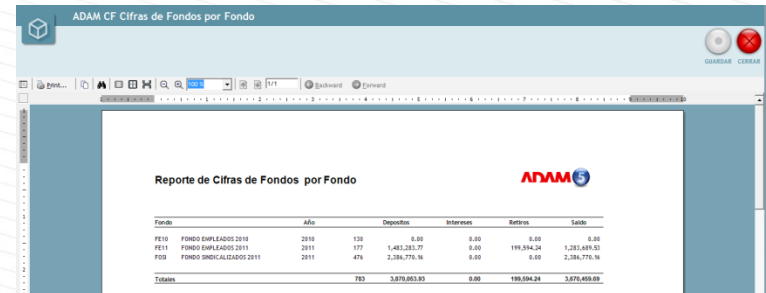 ADAM CF Cifras de Fondos por Fondo
GUARDAR CERRAR
Print... 100% 1/1 Backward Forward
Reporte de Cifras de Fondos por Fondo
ADAM 5
Fondo Año Depositos Intereses Retiros Saldo
FE10 FONDO EMPLEADOS 2010 2010 130 0.00 0.00 0.00 0.00
FE11 FONDO EMPLEADOS 2011 2011 177 1,483,283.77 0.00 199,594.24 1,283,689.53
FOSI FONDO SINDICALIZADOS 2011 2011 476 2,386,770.16 0.00 0.00 2,386,770.16
Totales 783 3,870,053.93 0.00 199,594.24 3,670,459.69